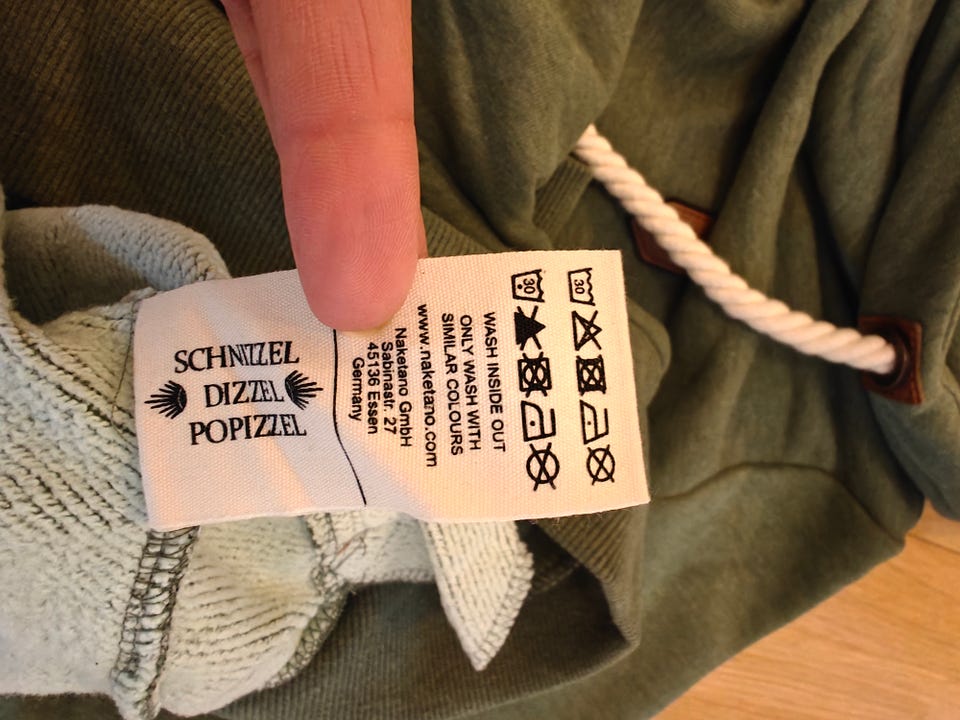 30
30
WASH INSIDE OUT
ONLY WASH WITH
SIMILAR COLOURS
www.naketano.com
Naketano GmbH
Sabinastr. 27
45136 Essen
Germany
SCHNITZEL
DIZZEL
POPIZZEL